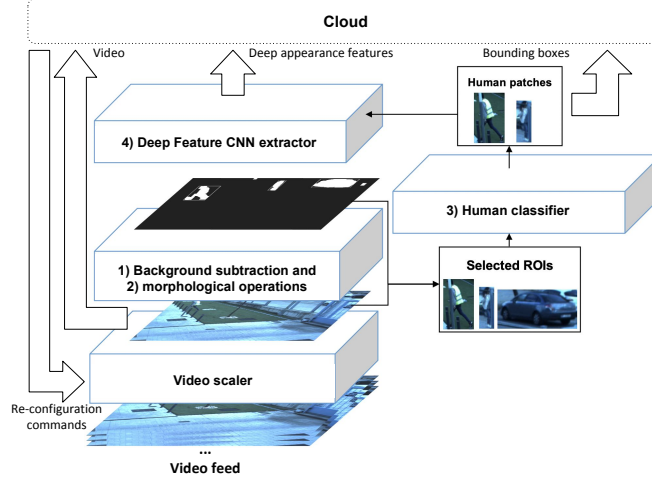 Cloud
Video
Deep appearance features
Bounding boxes
Human patches
4) Deep Feature CNN extractor
3) Human classifier
1) Background subtraction and
2) morphological operations
Selected ROIs
Video scaler
Re-configuration
commands
...
Video feed